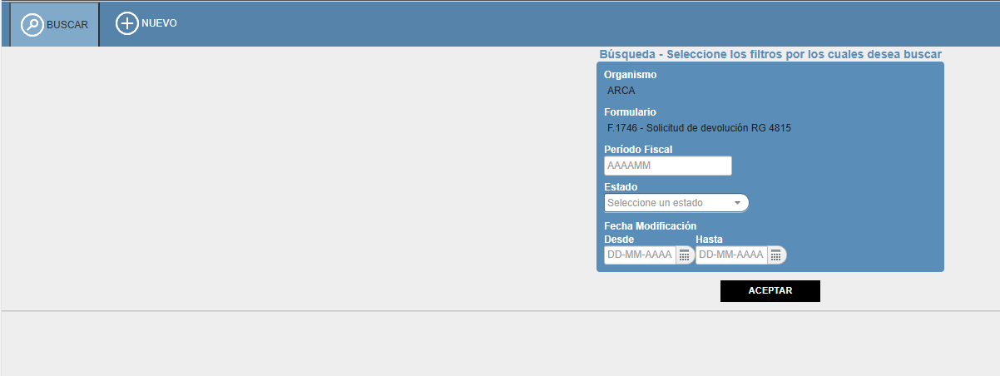 BUSCAR
NUEVO
Búsqueda - Seleccione los filtros por los cuales desea buscar
Organismo
ARCA
Formulario
F.1746 - Solicitud de devolución RG 4815
Período Fiscal
AAAAMM
Estado
Seleccione un estado
Fecha Modificación
Desde Hasta
DD-MM-AAAA DD-MM-AAAA
ACEPTAR